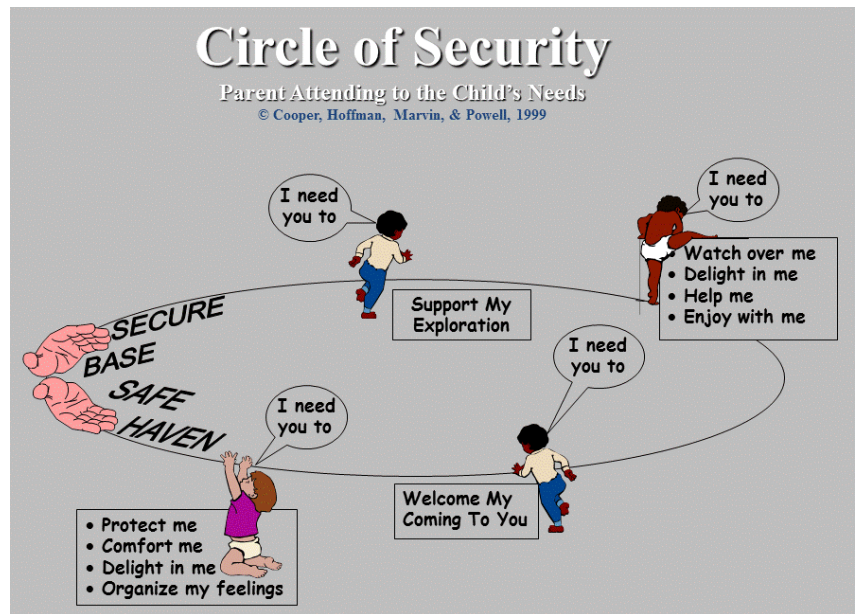 Circle of Security
Parent Attending to the Child's Needs
© Cooper, Hoffman, Marvin, & Powell, 1999
I need
you to
Support My
Exploration
I need
you to
• Watch over me
• Delight in me
• Help me
• Enjoy with me
SECURE
BASE
SAFE
HAVEN
I need
you to
Welcome My
Coming To You
I need
you to
• Protect me
• Comfort me
• Delight in me
• Organize my feelings